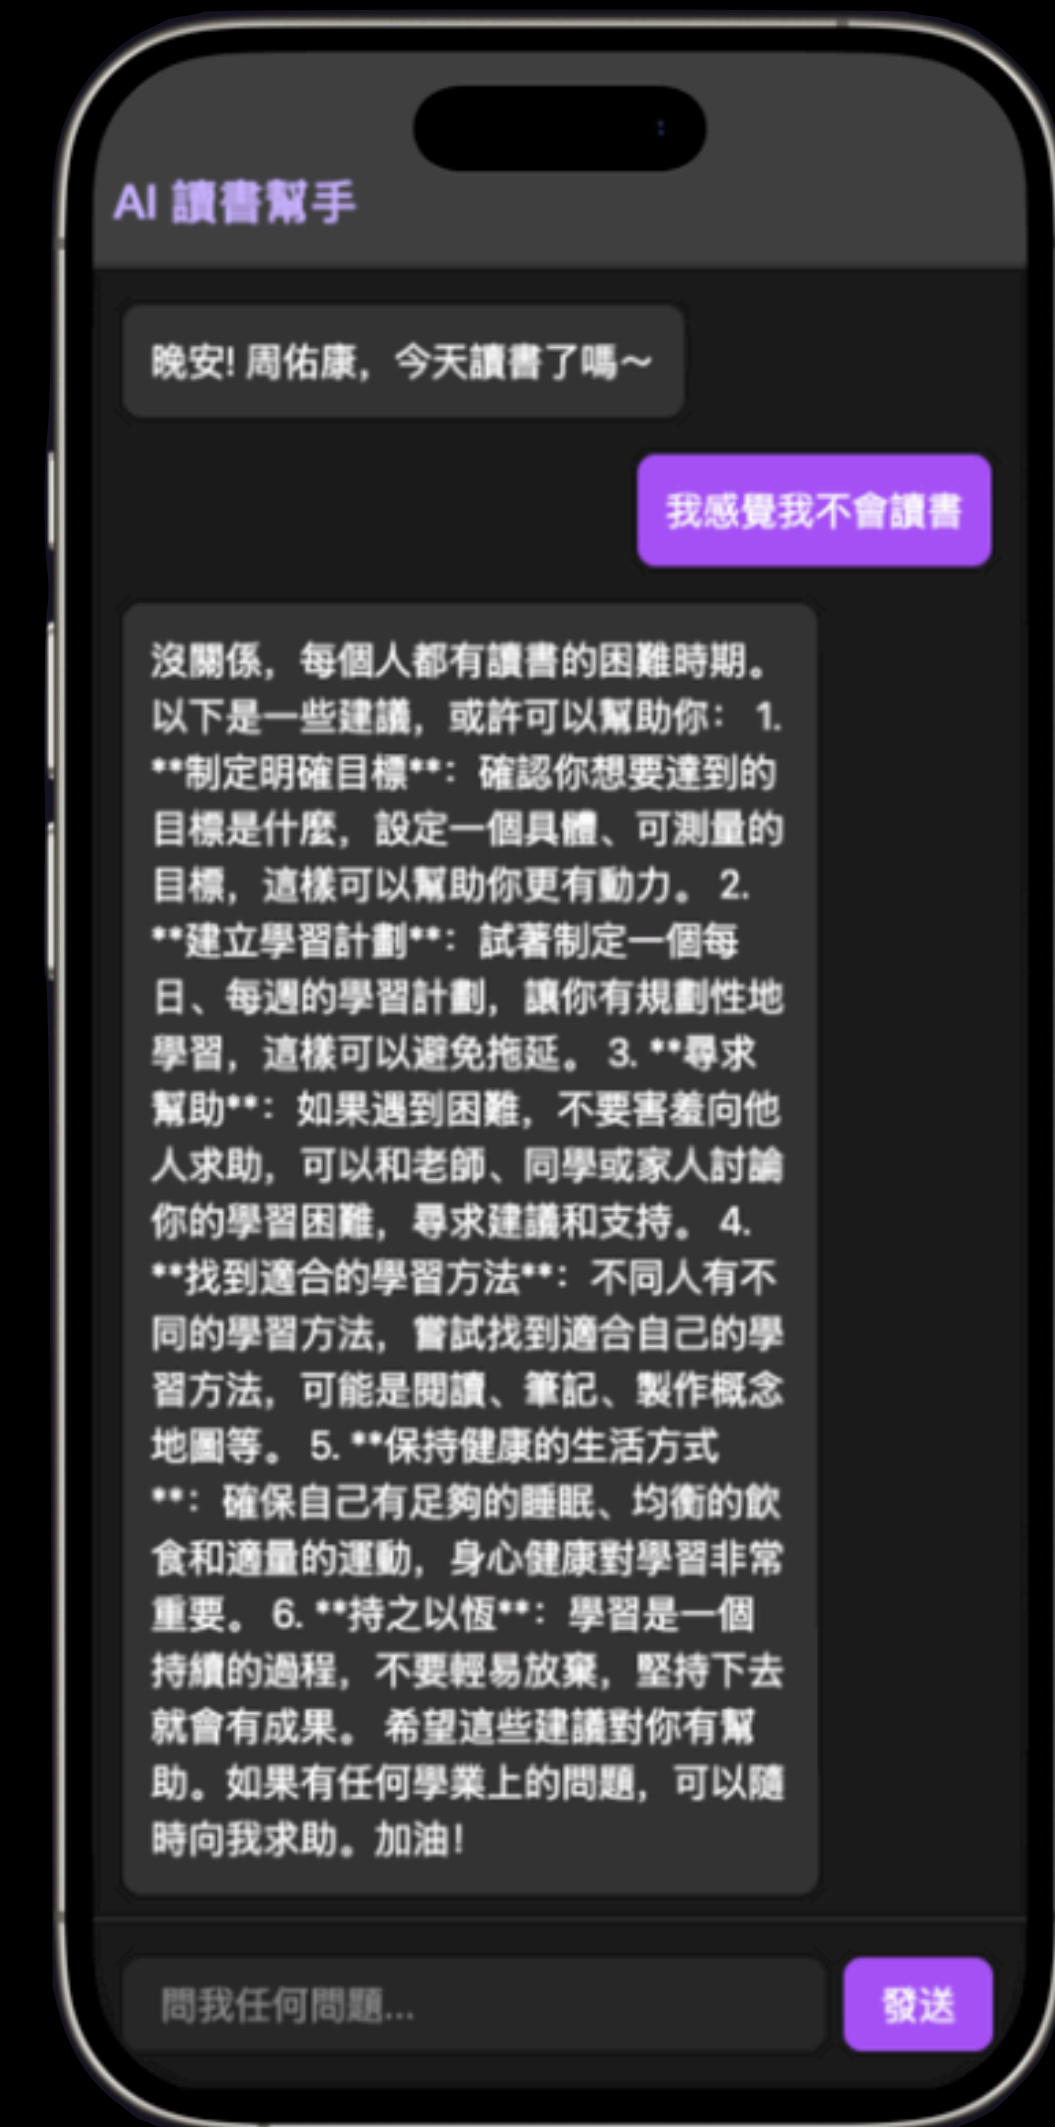 AI 讀書幫手
晚安! 周佑康，今天讀書了嗎～
我感覺我不會讀書
沒關係，每個人都有讀書的困難時期。
以下是一些建議，或許可以幫助你： 1.
**制定明確目標**：確認你想要達到的
目標是什麼，設定一個具體、可測量的
目標，這樣可以幫助你更有動力。 2.
**建立學習計劃**：試著制定一個每
日、每週的學習計劃，讓你有規劃性地
學習，這樣可以避免拖延。 3. **尋求
幫助**：如果遇到困難，不要害羞向他
人求助，可以和老師、同學或家人討論
你的學習困難，尋求建議和支持。 4.
**找到適合的學習方法**：不同人有不
同的學習方法，嘗試找到適合自己的學
習方法，可能是閱讀、筆記、製作概念
地圖等。 5. **保持健康的生活方式
**：確保自己有足夠的睡眠、均衡的飲
食和適量的運動，身心健康對學習非常
重要。 6. **持之以恆**：學習是一個
持續的過程，不要輕易放棄，堅持下去
就會有成果。 希望這些建議對你有幫
助。如果有任何學業上的問題，可以隨
時向我求助。加油！
問我任何問題...
發送